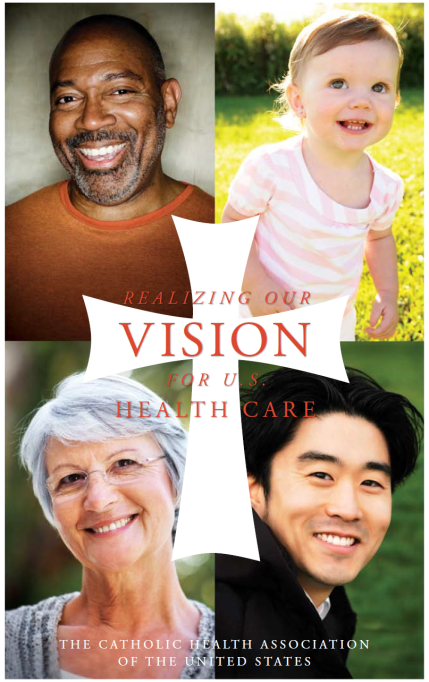 REALIZING OUR
VISION
FOR U.S.
HEALTH CARE
THE CATHOLIC HEALTH ASSOCIATION
OF THE UNITED STATES